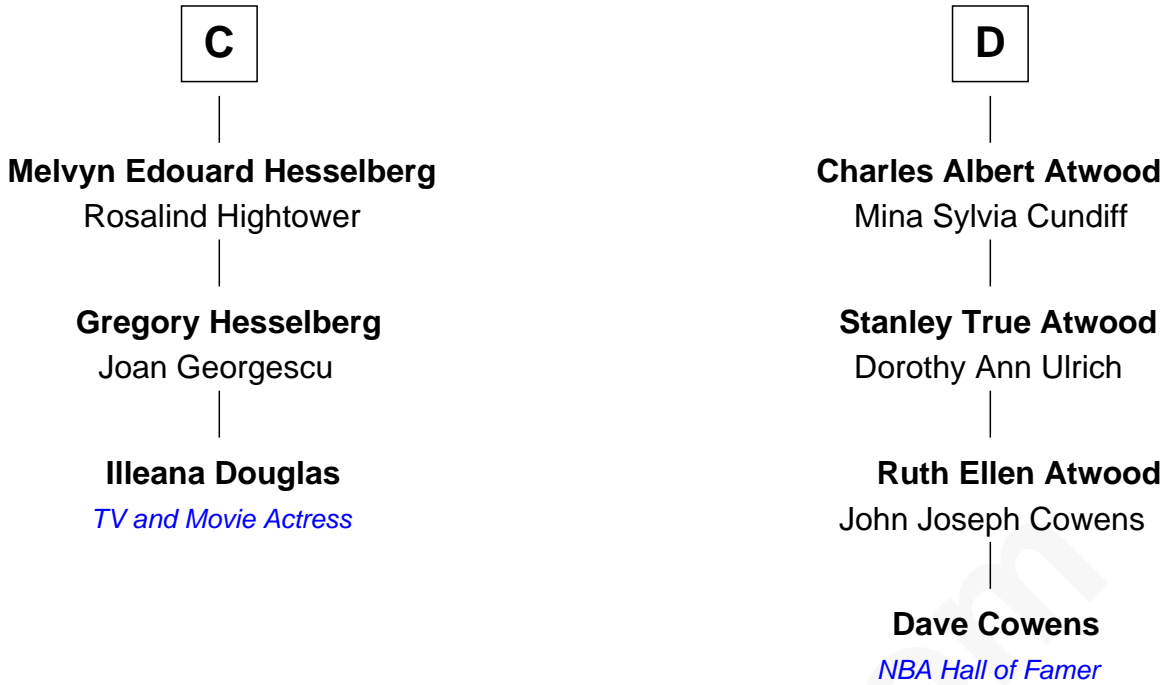 C
Melvyn Edouard Hesselberg
Rosalind Hightower
Gregory Hesselberg
Joan Georgescu
Illeana Douglas
TV and Movie Actress
D
Charles Albert Atwood
Mina Sylvia Cundiff
Stanley True Atwood
Dorothy Ann Ulrich
Ruth Ellen Atwood
John Joseph Cowens
Dave Cowens
NBA Hall of Famer